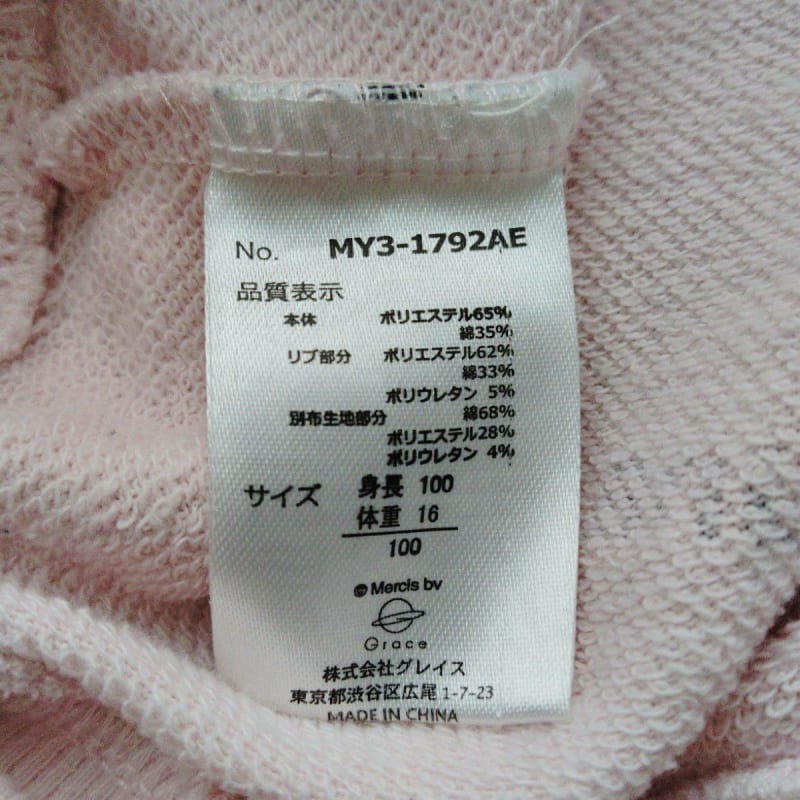 No. MY3-1792AE
品質表示
本体 ポリエステル65%
綿35%
リブ部分 ポリエステル62%
綿33%
ポリウレタン 5%
別布生地部分 綿68%
ポリエステル28%
ポリウレタン 4%
サイズ 身長 100
体重 16
100
© Mercis bv
Grace
株式会社グレイス
東京都渋谷区広尾1-7-23
MADE IN CHINA